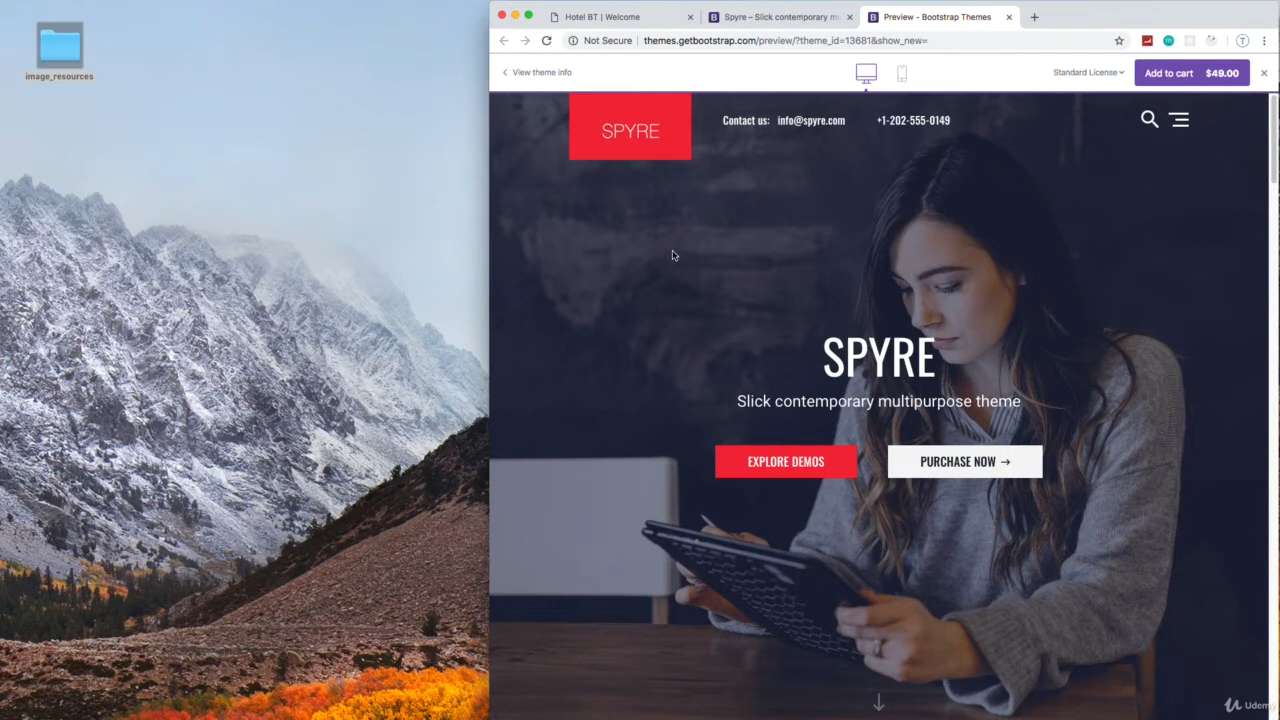 image_resources
Hotel BT | Welcome
Spyre – Slick contemporary m
Preview - Bootstrap Themes
Not Secure
themes.getbootstrap.com/preview/?theme_id=13681&show_new=
T
View theme info
Standard License
Add to cart $49.00
SPYRE
Contact us: info@spyre.com
+1-202-555-0149
SPYRE
Slick contemporary multipurpose theme
EXPLORE DEMOS
PURCHASE NOW →
Udemy